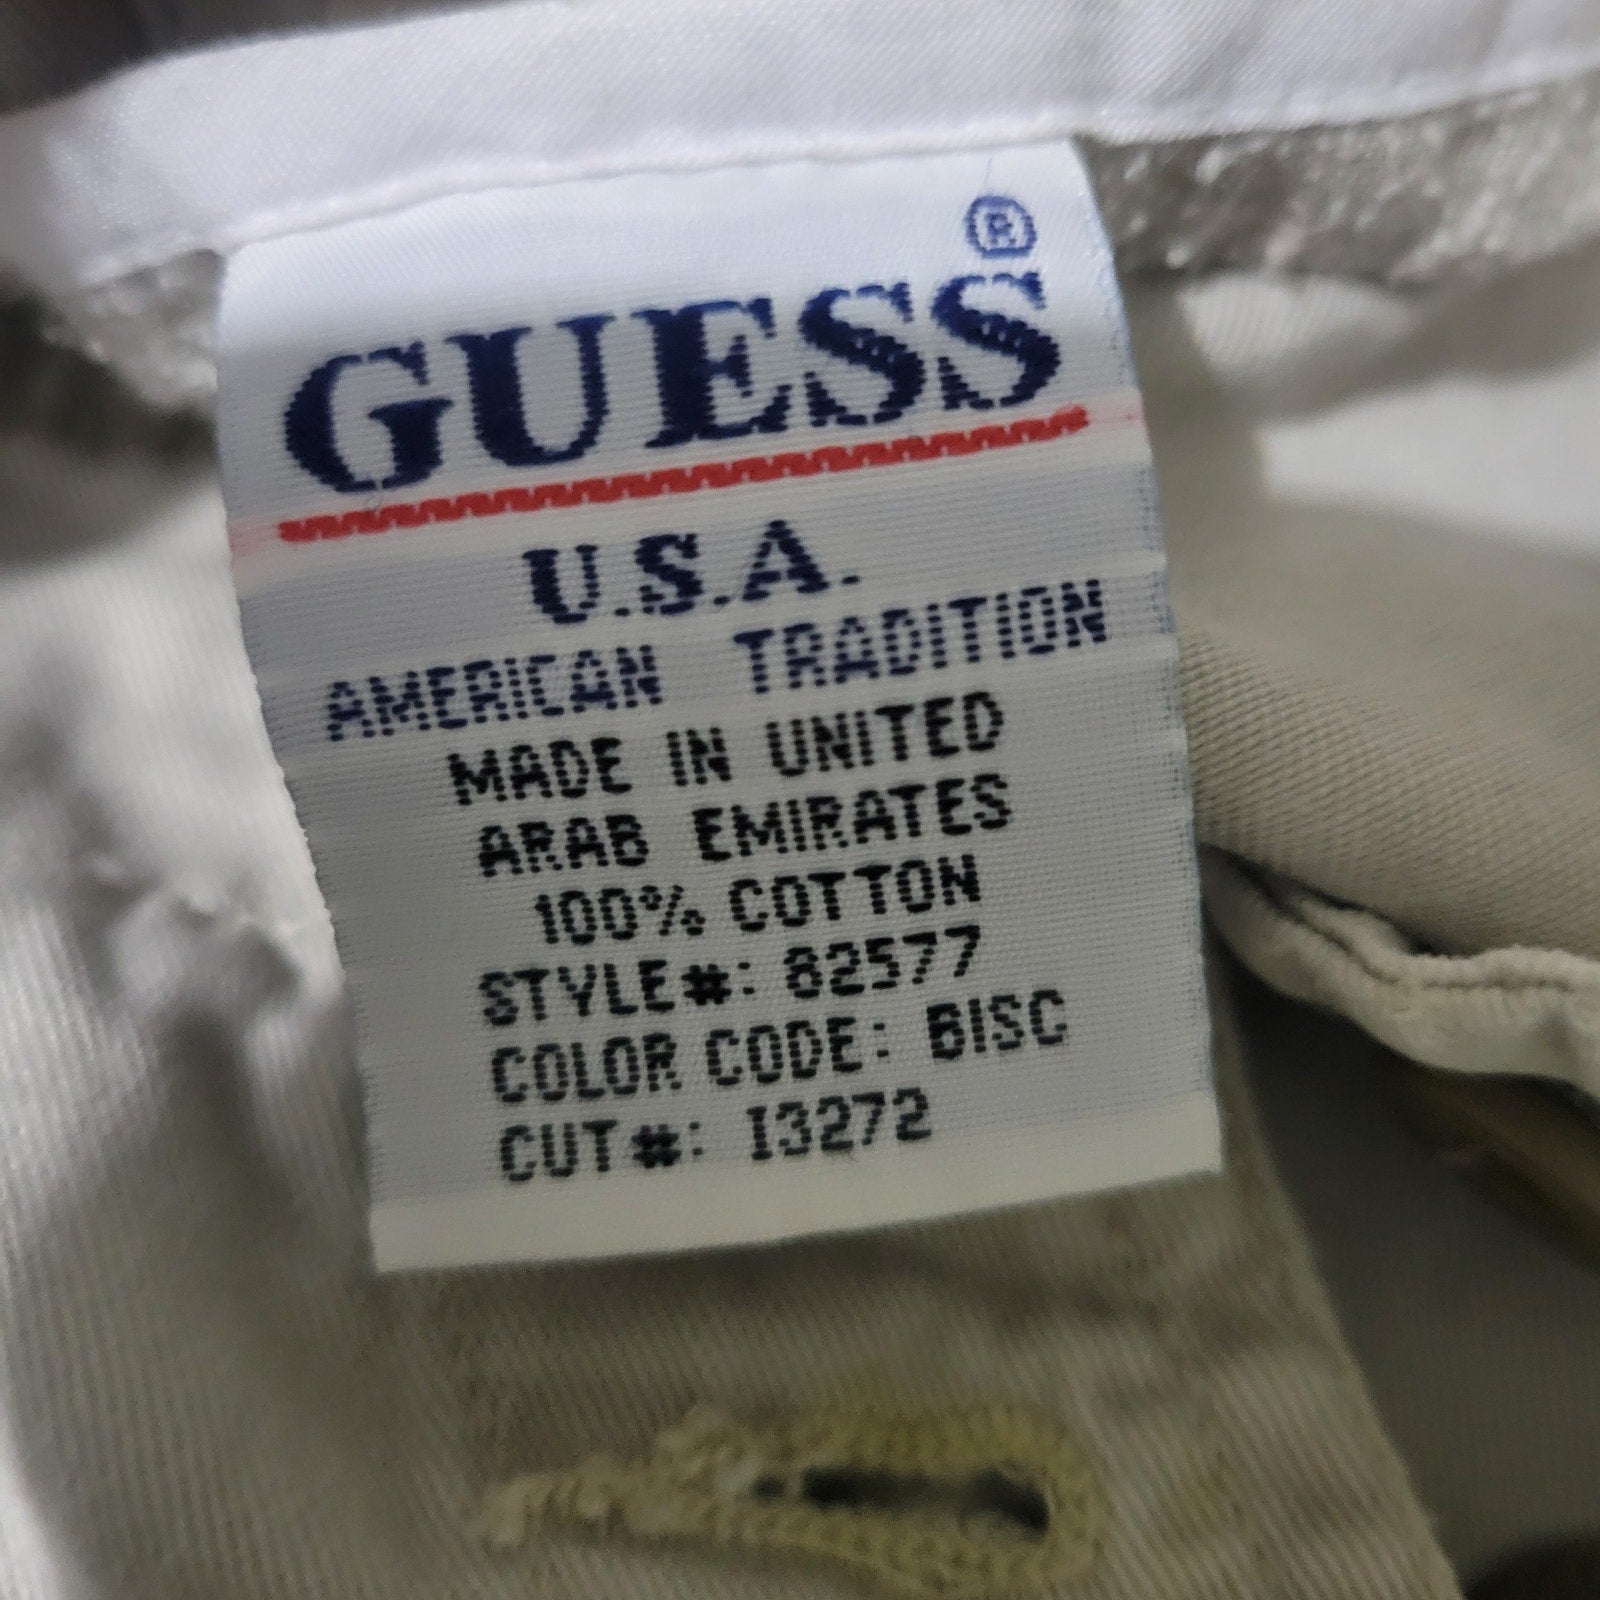 ®
GUESS
U.S.A.
AMERICAN TRADITION
MADE IN UNITED
ARAB EMIRATES
100% COTTON
STYLE#: 82577
COLOR CODE: BISC
CUT#: 13272